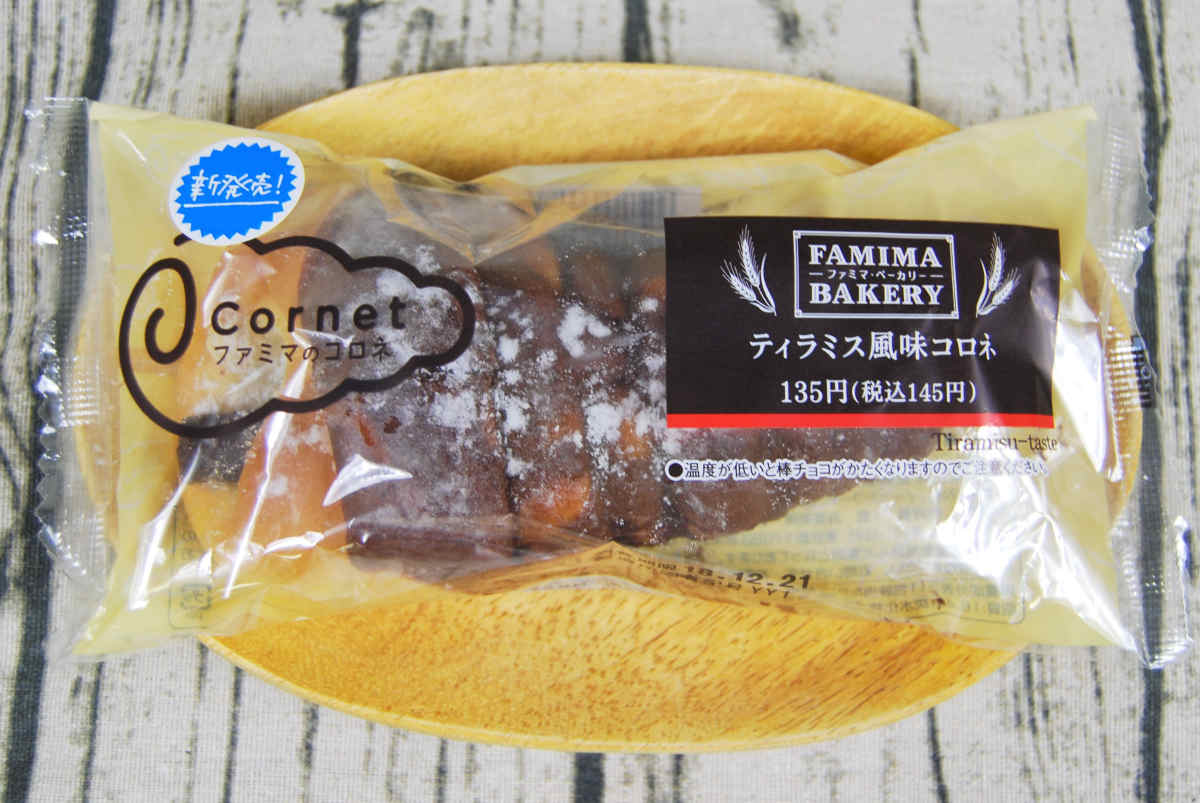 新発売!
Cornet
ファミマのコロネ
FAMIMA
ファミマ・ベーカリー
BAKERY
ティラミス風味コロネ
135円(税込145円)
Tiramisu-taste
●温度が低いと棒チョコがかたくなりますのでご注意ください。
18-12-21